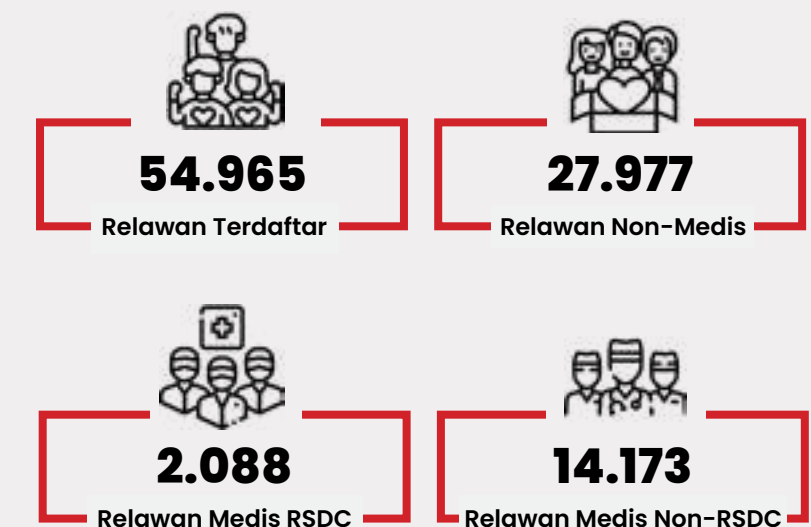 54.965
Relawan Terdaftar
27.977
Relawan Non-Medis
2.088
Relawan Medis RSDC
14.173
Relawan Medis Non-RSDC